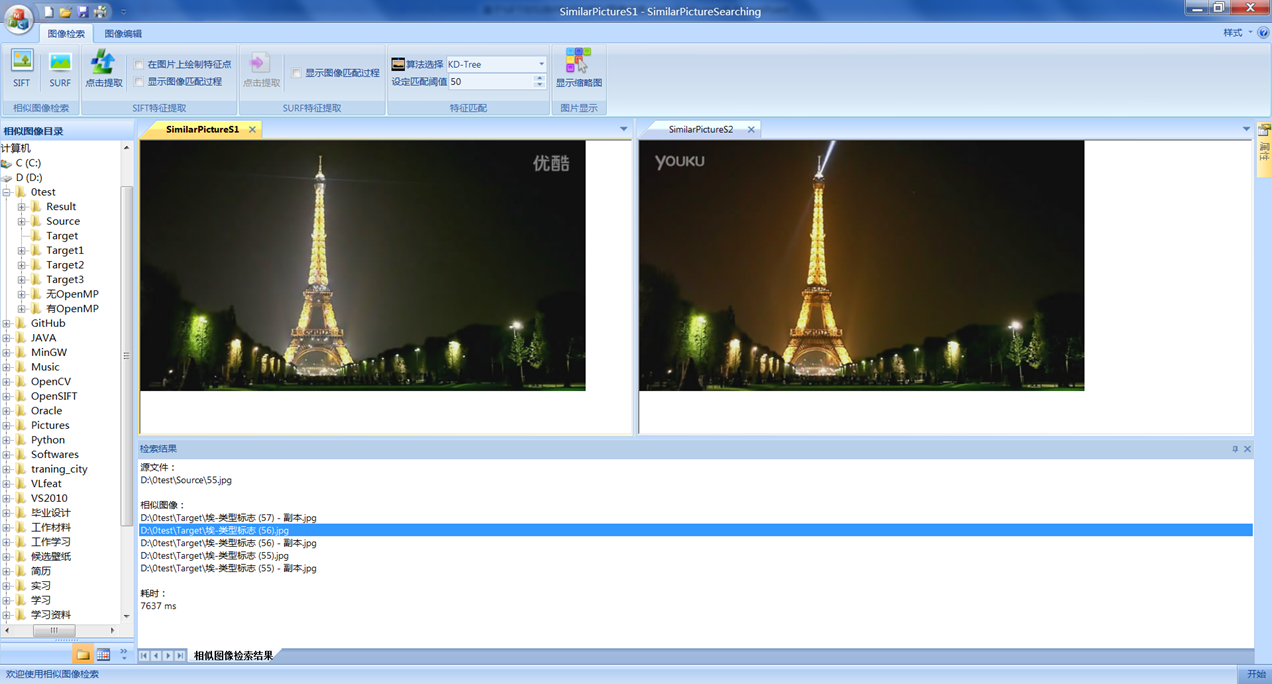 SimilarPictureS1 - SimilarPictureSearching
图像检索 图像编辑
样式
SIFT SURF 点击提取
在图片上绘制特征点
显示图像匹配过程
点击提取
显示图像匹配过程
算法选择 KD-Tree
设定匹配阈值 50
显示缩略图
相似图像检索 SIFT特征提取 SURF特征提取 特征匹配 图片显示
相似图像目录
计算机
C (C:)
D (D:)
0test
Result
Source
Target
Target1
Target2
Target3
无OpenMP
有OpenMP
GitHub
JAVA
MinGW
Music
OpenCV
OpenSIFT
Oracle
Pictures
Python
Softwares
traning_city
VLfeat
VS2010
毕业设计
工作材料
工作学习
候选壁纸
简历
实习
学习
学习资料
SimilarPictureS1
优酷
SimilarPictureS2
YOUKU
属性
检索结果
源文件：
D:\0test\Source\55.jpg
相似图像：
D:\0test\Target\埃-类型标志 (57) - 副本.jpg
D:\0test\Target\埃-类型标志 (56).jpg
D:\0test\Target\埃-类型标志 (56) - 副本.jpg
D:\0test\Target\埃-类型标志 (55).jpg
D:\0test\Target\埃-类型标志 (55) - 副本.jpg
耗时：
7637 ms
相似图像检索结果
欢迎使用相似图像检索
开始